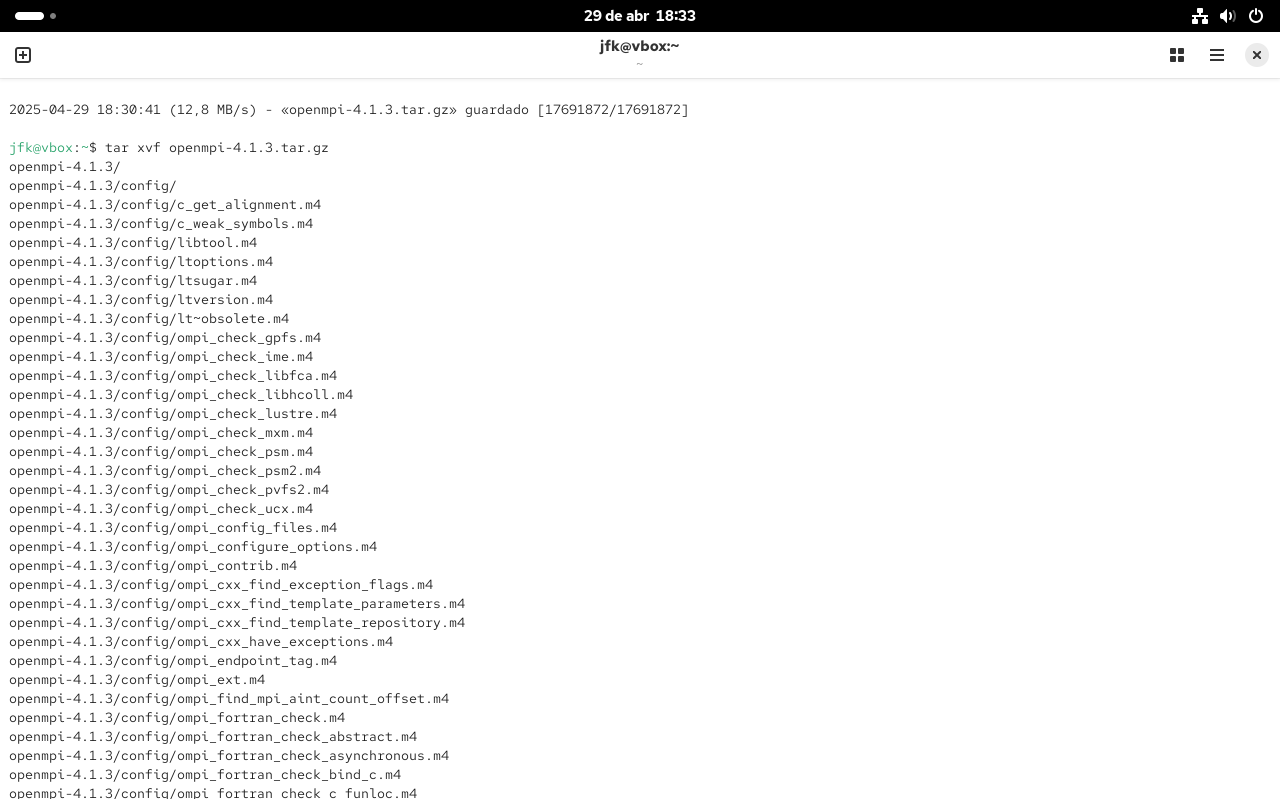 29 de abr 18:33
jfk@vbox:~
~
2025-04-29 18:30:41 (12,8 MB/s) - «openmpi-4.1.3.tar.gz» guardado [17691872/17691872]
jfk@vbox:~$ tar xvf openmpi-4.1.3.tar.gz
openmpi-4.1.3/
openmpi-4.1.3/config/
openmpi-4.1.3/config/c_get_alignment.m4
openmpi-4.1.3/config/c_weak_symbols.m4
openmpi-4.1.3/config/libtool.m4
openmpi-4.1.3/config/ltoptions.m4
openmpi-4.1.3/config/ltsugar.m4
openmpi-4.1.3/config/ltversion.m4
openmpi-4.1.3/config/lt~obsolete.m4
openmpi-4.1.3/config/ompi_check_gpfs.m4
openmpi-4.1.3/config/ompi_check_ime.m4
openmpi-4.1.3/config/ompi_check_libfca.m4
openmpi-4.1.3/config/ompi_check_libhcoll.m4
openmpi-4.1.3/config/ompi_check_lustre.m4
openmpi-4.1.3/config/ompi_check_mxm.m4
openmpi-4.1.3/config/ompi_check_psm.m4
openmpi-4.1.3/config/ompi_check_psm2.m4
openmpi-4.1.3/config/ompi_check_pvfs2.m4
openmpi-4.1.3/config/ompi_check_ucx.m4
openmpi-4.1.3/config/ompi_config_files.m4
openmpi-4.1.3/config/ompi_configure_options.m4
openmpi-4.1.3/config/ompi_contrib.m4
openmpi-4.1.3/config/ompi_cxx_find_exception_flags.m4
openmpi-4.1.3/config/ompi_cxx_find_template_parameters.m4
openmpi-4.1.3/config/ompi_cxx_find_template_repository.m4
openmpi-4.1.3/config/ompi_cxx_have_exceptions.m4
openmpi-4.1.3/config/ompi_endpoint_tag.m4
openmpi-4.1.3/config/ompi_ext.m4
openmpi-4.1.3/config/ompi_find_mpi_aint_count_offset.m4
openmpi-4.1.3/config/ompi_fortran_check.m4
openmpi-4.1.3/config/ompi_fortran_check_abstract.m4
openmpi-4.1.3/config/ompi_fortran_check_asynchronous.m4
openmpi-4.1.3/config/ompi_fortran_check_bind_c.m4
openmpi-4.1.3/config/ompi_fortran_check_c_funloc.m4